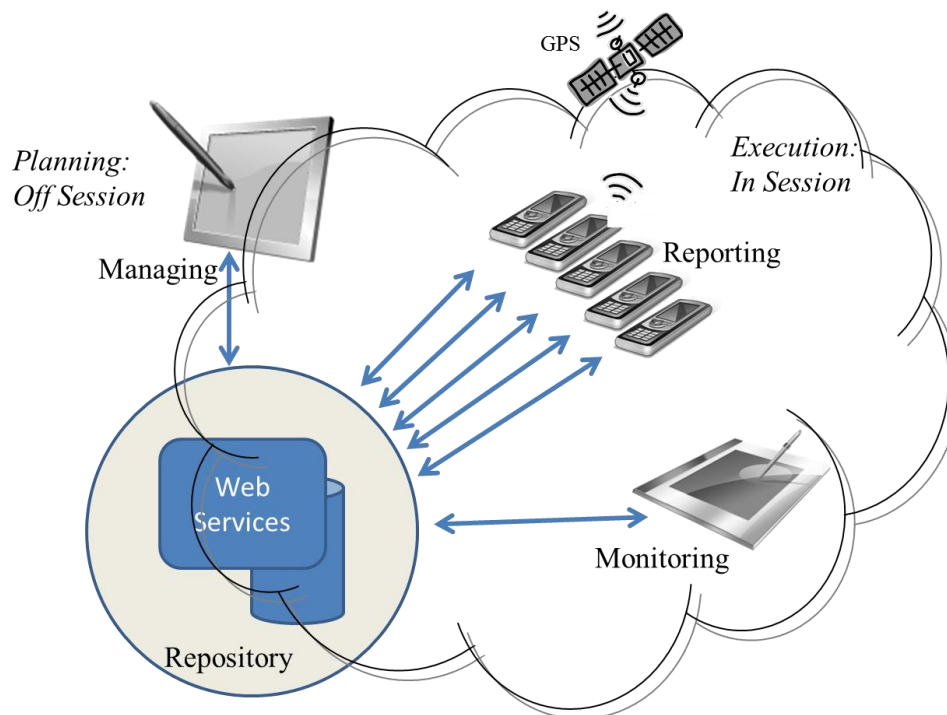 GPS
Planning:
Off Session
Execution:
In Session
Managing
Reporting
Web
Services
Monitoring
Repository